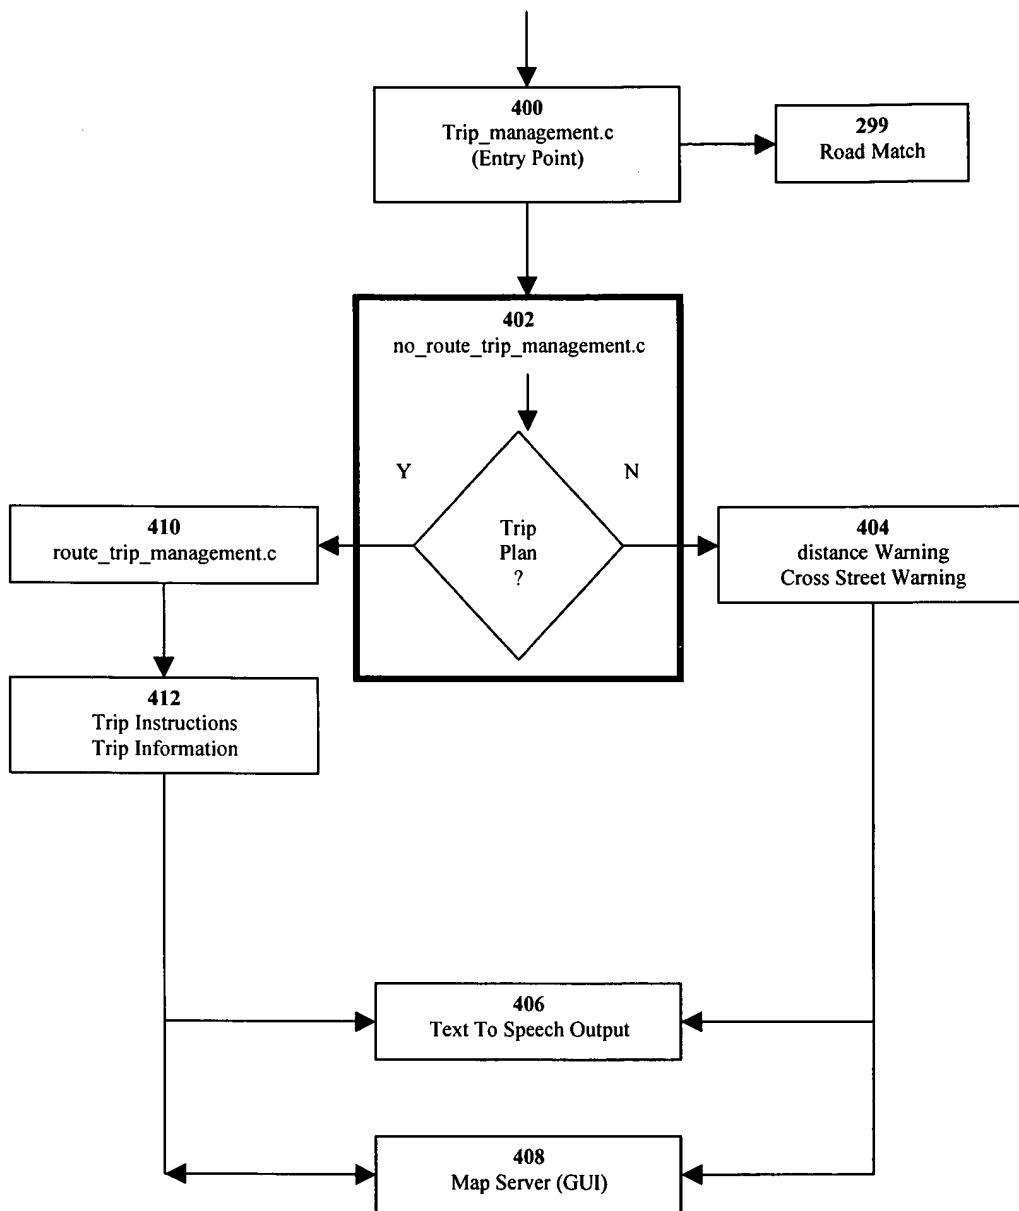 400
Trip_management.c
(Entry Point)
299
Road Match
402
no_route_trip_management.c
Y
N
Trip
Plan
?
410
route_trip_management.c
404
distance Warning
Cross Street Warning
412
Trip Instructions
Trip Information
406
Text To Speech Output
408
Map Server (GUI)